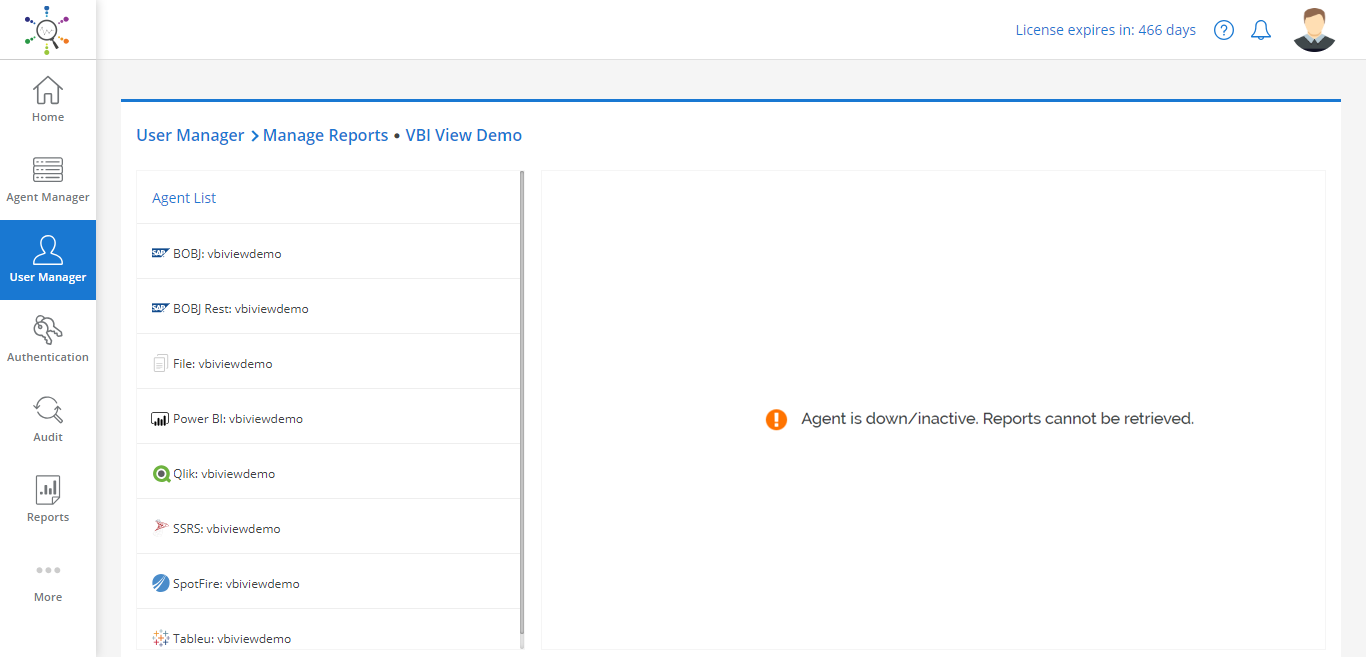 License expires in: 466 days
Home
Agent Manager
User Manager
Authentication
Audit
Reports
More
User Manager > Manage Reports • VBI View Demo
Agent List
SAP BOBJ: vbiviewdemo
SAP BOBJ Rest: vbiviewdemo
File: vbiviewdemo
Power BI: vbiviewdemo
Qlik: vbiviewdemo
SSRS: vbiviewdemo
SpotFire: vbiviewdemo
Tableu: vbiviewdemo
Agent is down/inactive. Reports cannot be retrieved.